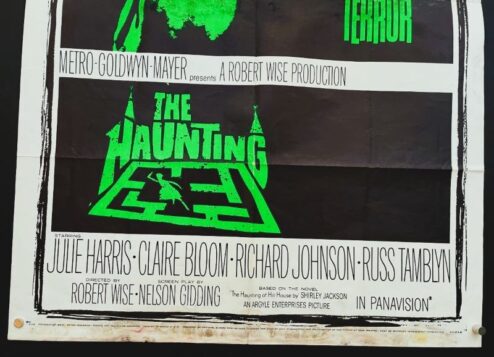 TERROR
METRO-GOLDWYN-MAYER presents A ROBERT WISE PRODUCTION
THE
HAUNTING
STARRING
JULIE HARRIS · CLAIRE BLOOM · RICHARD JOHNSON · RUSS TAMBLYN
DIRECTED BY
ROBERT WISE · 
SCREEN PLAY BY
NELSON GIDDING
BASED ON THE NOVEL
"The Haunting of Hill House" by SHIRLEY JACKSON
AN ARGYLE ENTERPRISES PICTURE
IN PANAVISION®